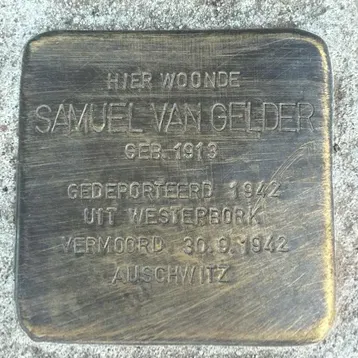 HIER WOONDE
SAMUEL VAN GELDER
GEB. 1913
GEDEPORTEERD 1942
UIT WESTERBORK
VERMOORD 30.9.1942
AUSCHWITZ